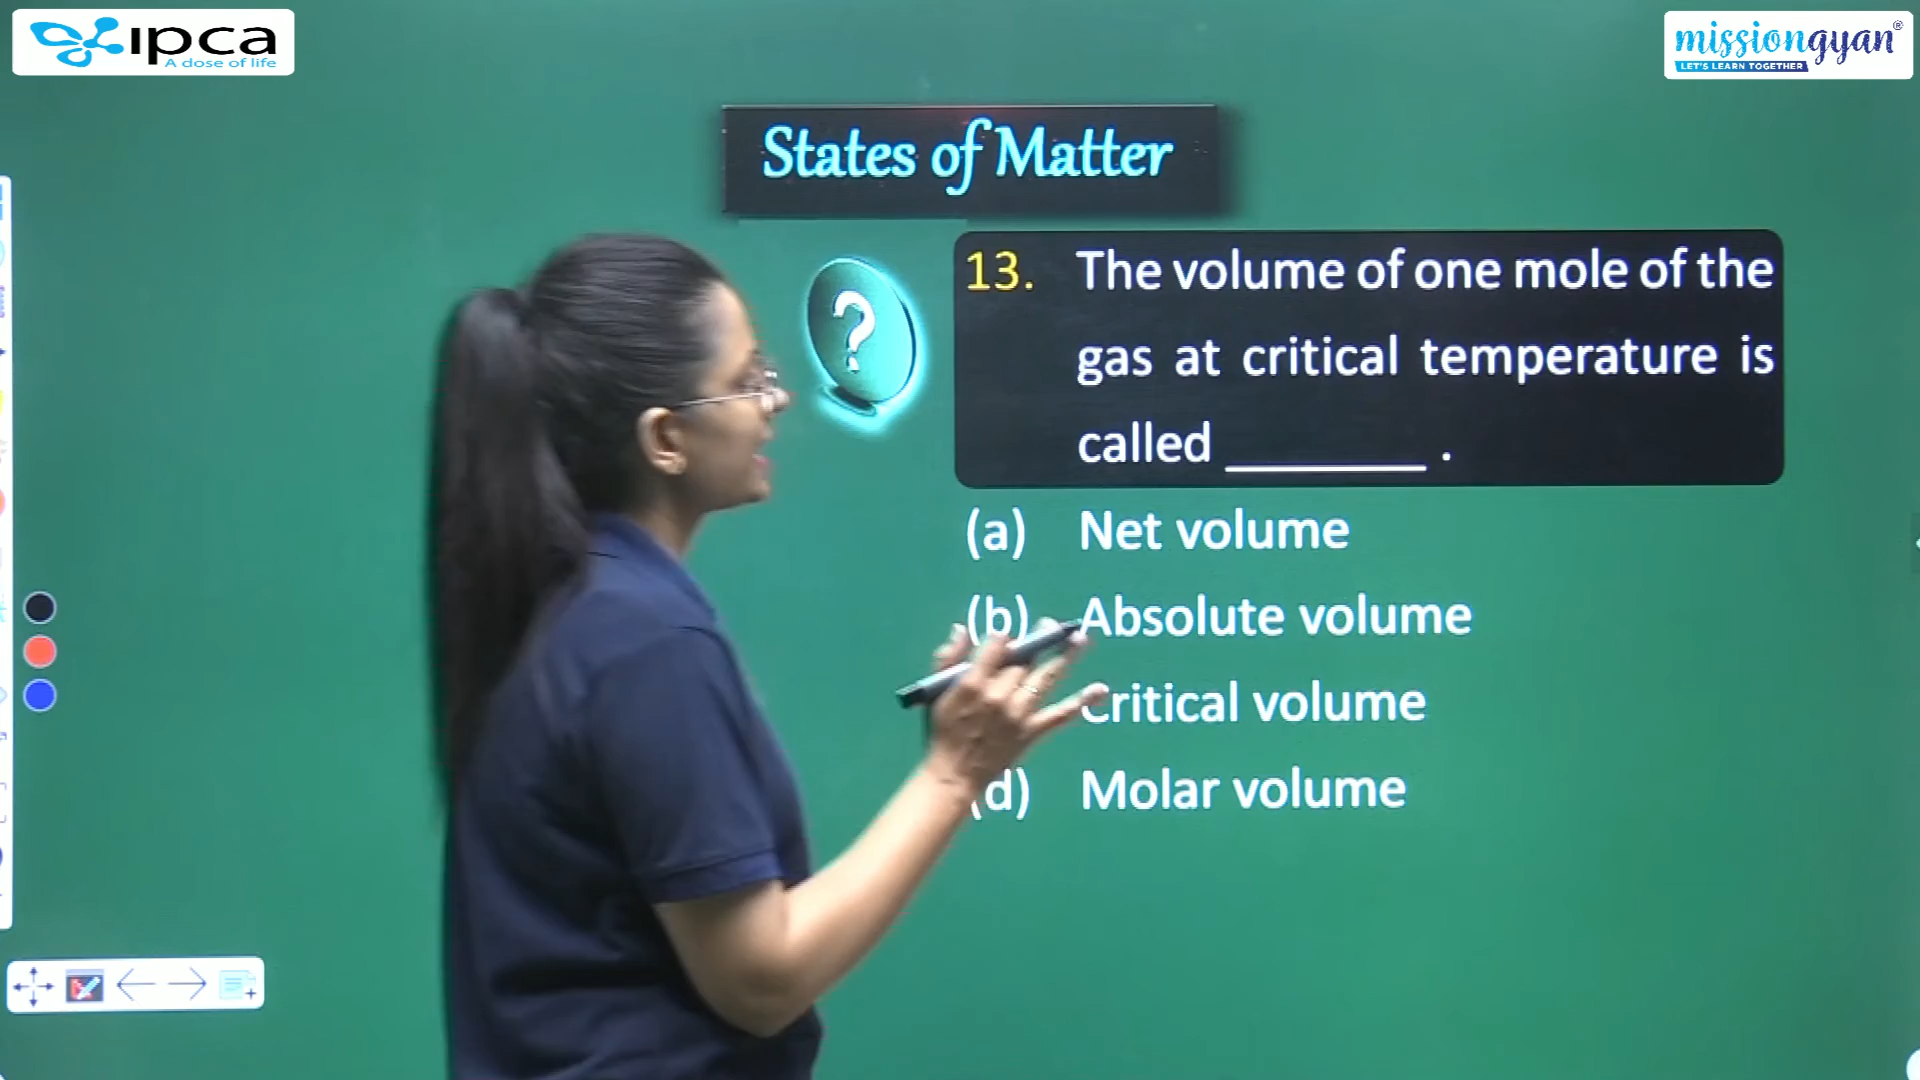 ipca
A dose of life
missiongyan®
LET'S LEARN TOGETHER
States of Matter
?
13. The volume of one mole of the
gas at critical temperature is
called ________ .
(a) Net volume
(b) Absolute volume
Critical volume
(d) Molar volume